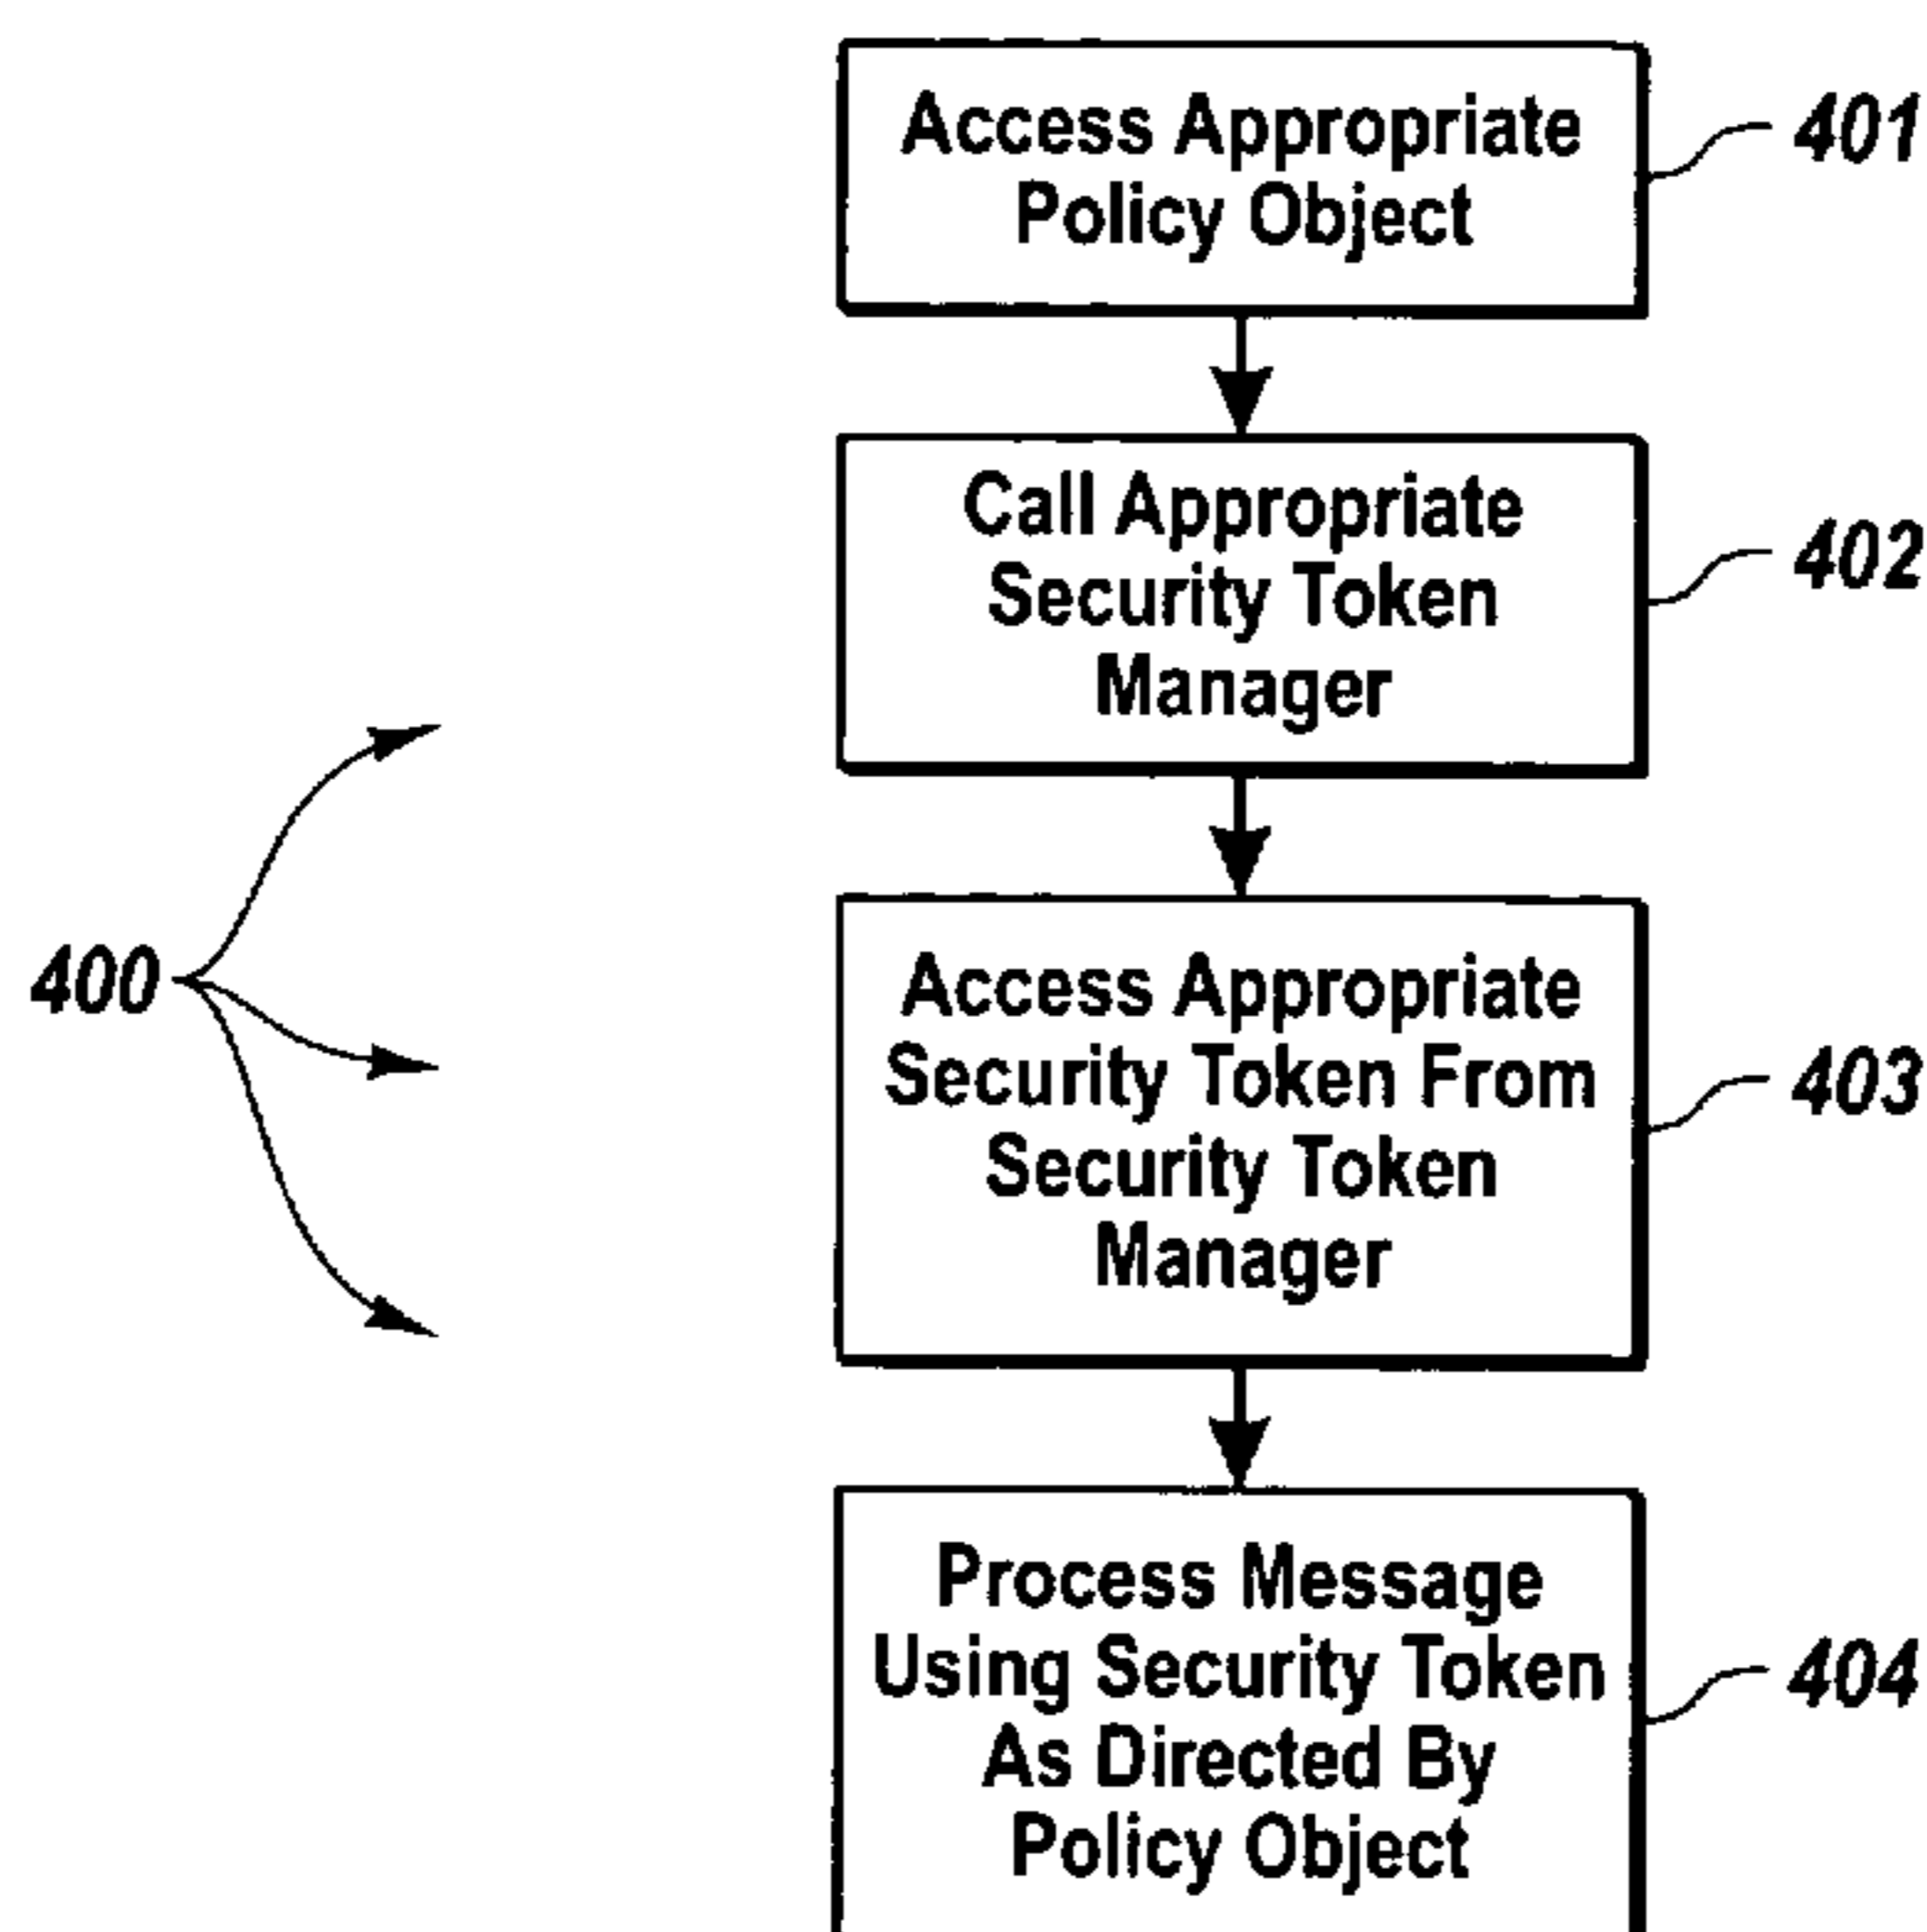 Access Appropriate
Policy Object
401
Call Appropriate
Security Token
Manager
402
400
Access Appropriate
Security Token From
Security Token
Manager
403
Process Message
Using Security Token
As Directed By
Policy Object
404